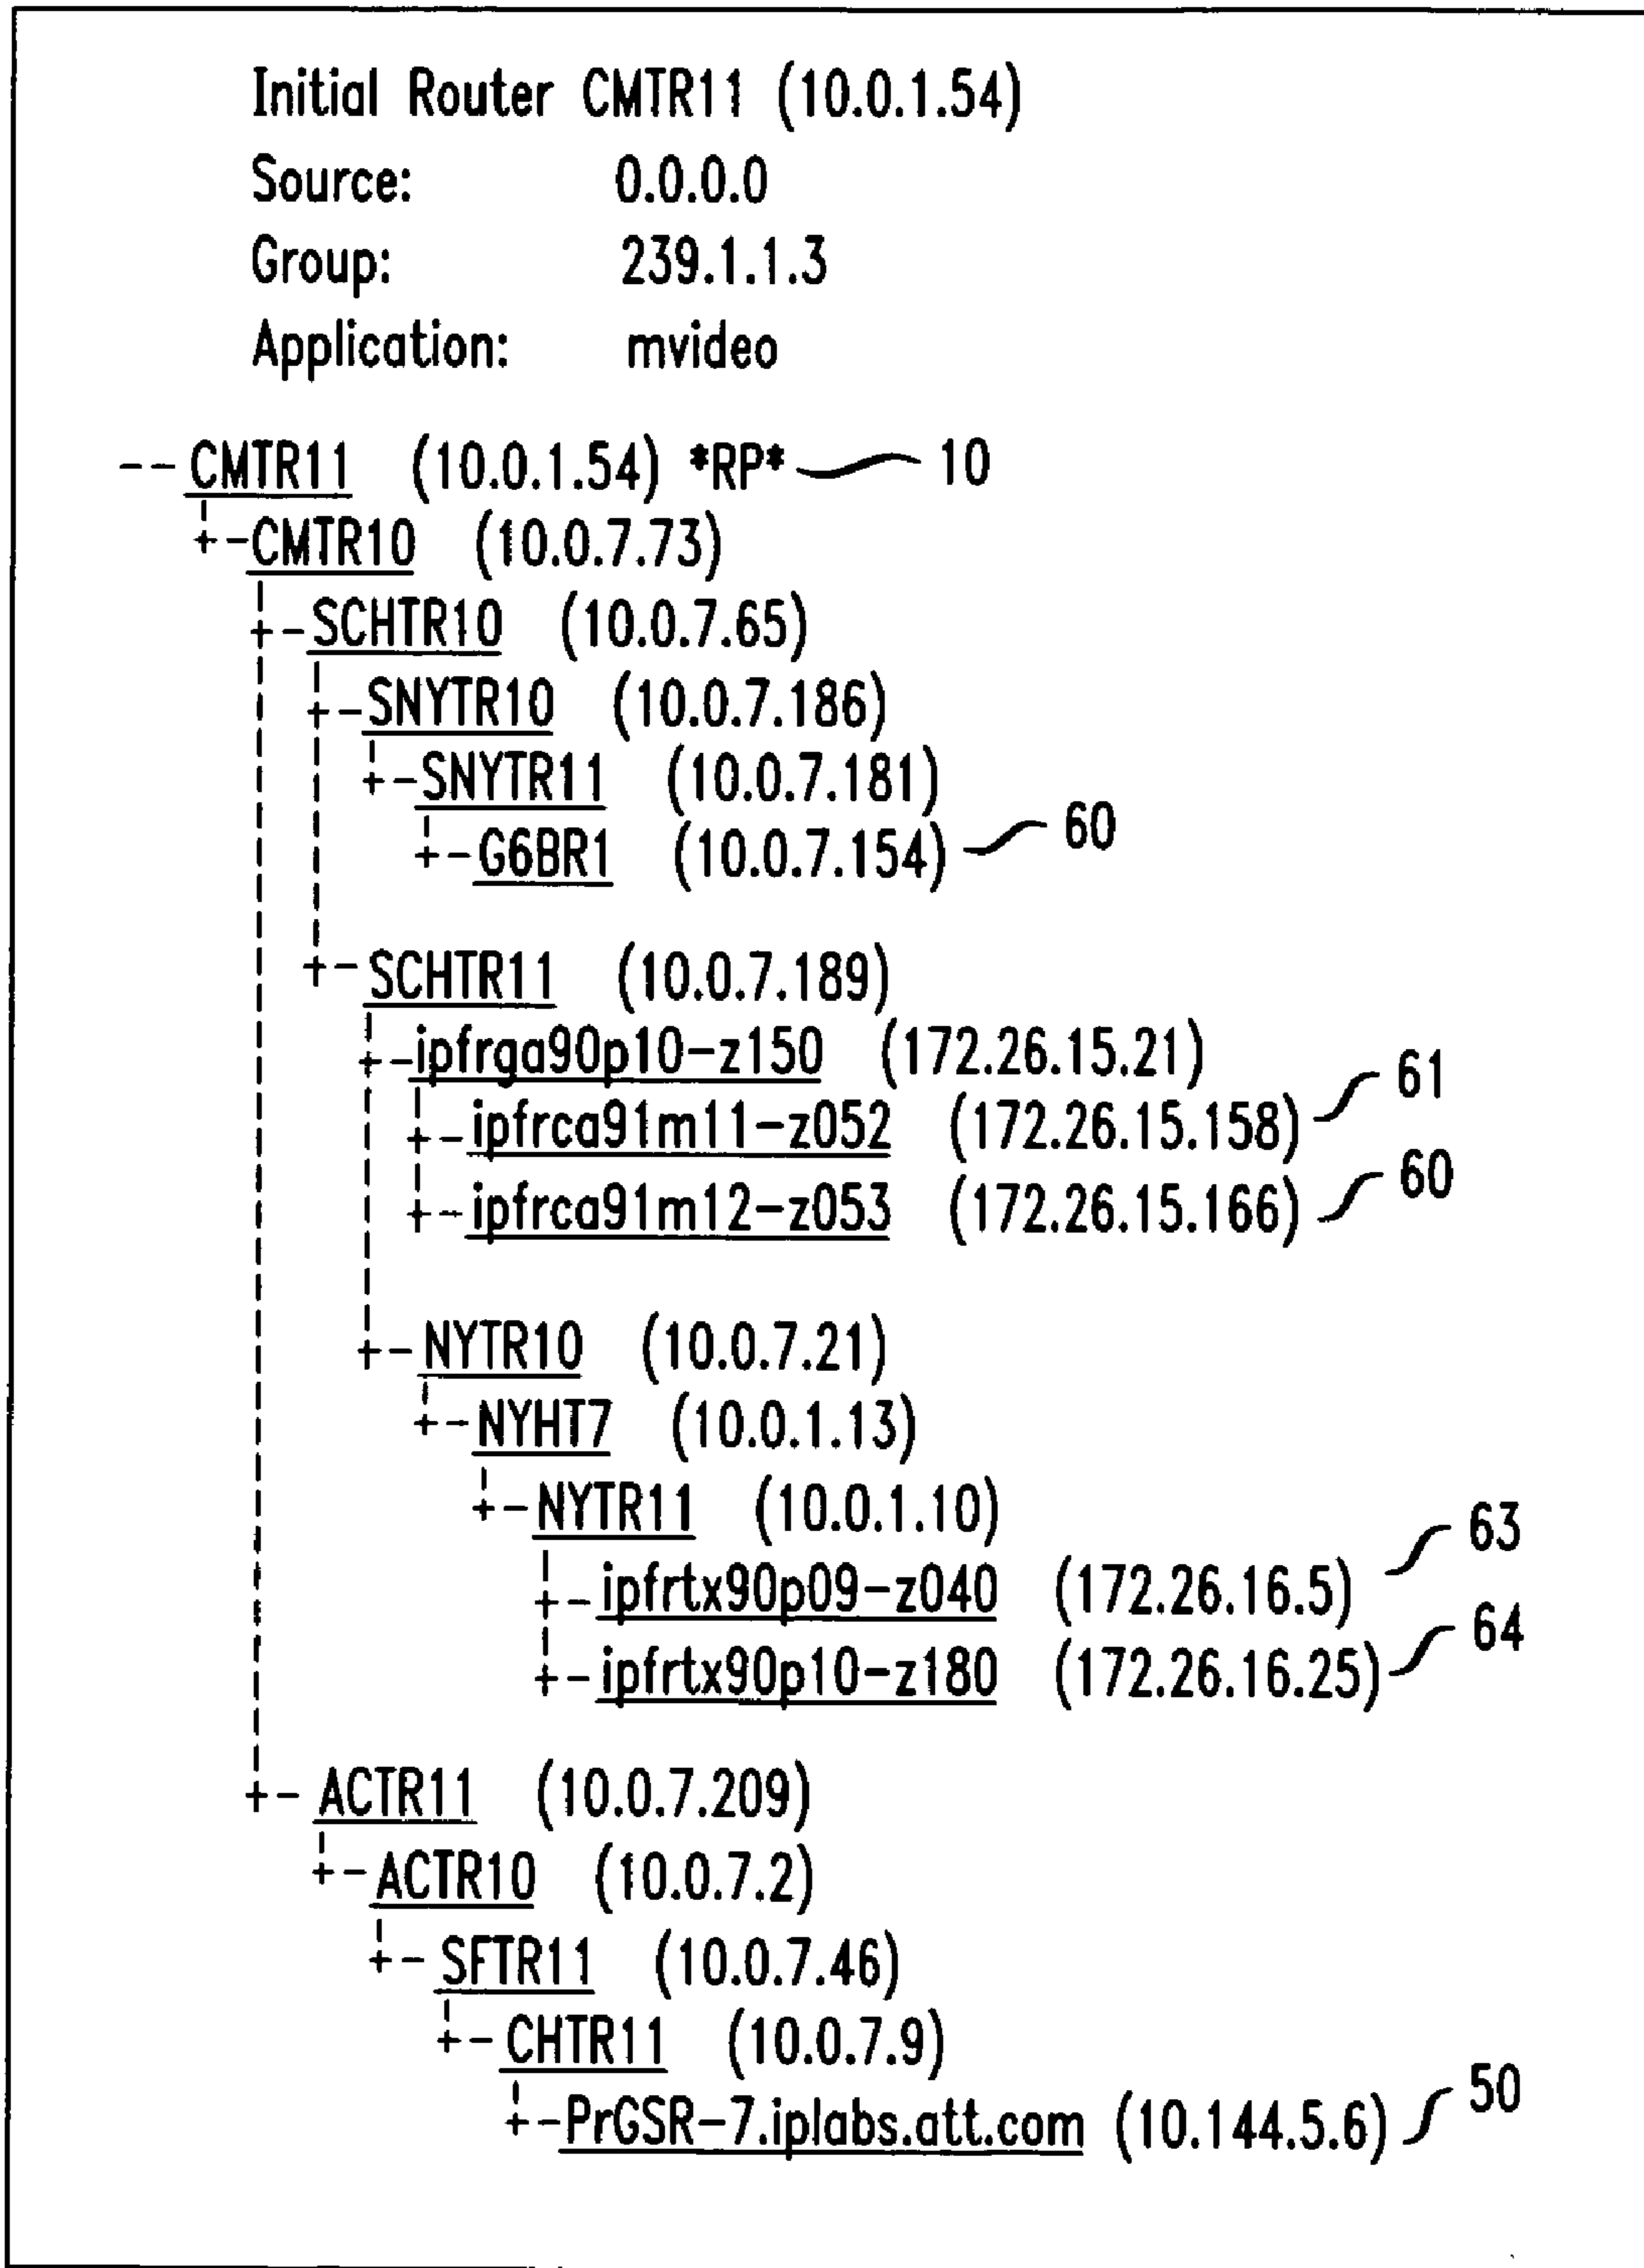 Initial Router CMTR11 (10.0.1.54)
Source: 0.0.0.0
Group: 239.1.1.3
Application: mvideo
-- CMTR11 (10.0.1.54) *RP* 10
+-CMTR10 (10.0.7.73)
+-SCHTR10 (10.0.7.65)
+-SNYTR10 (10.0.7.186)
+-SNYTR11 (10.0.7.181)
+-G6BR1 (10.0.7.154) 60
+-SCHTR11 (10.0.7.189)
+-ipfrga90p10-z150 (172.26.15.21)
+-ipfrca91m11-z052 (172.26.15.158) 61
+-ipfrca91m12-z053 (172.26.15.166) 60
+-NYTR10 (10.0.7.21)
+-NYHT7 (10.0.1.13)
+-NYTR11 (10.0.1.10)
+-ipfrtx90p09-z040 (172.26.16.5) 63
+-ipfrtx90p10-z180 (172.26.16.25) 64
+- ACTR11 (10.0.7.209)
+-ACTR10 (10.0.7.2)
+- SFTR11 (10.0.7.46)
+- CHTR11 (10.0.7.9)
+-PrGSR-7.iplabs.att.com (10.144.5.6) 50